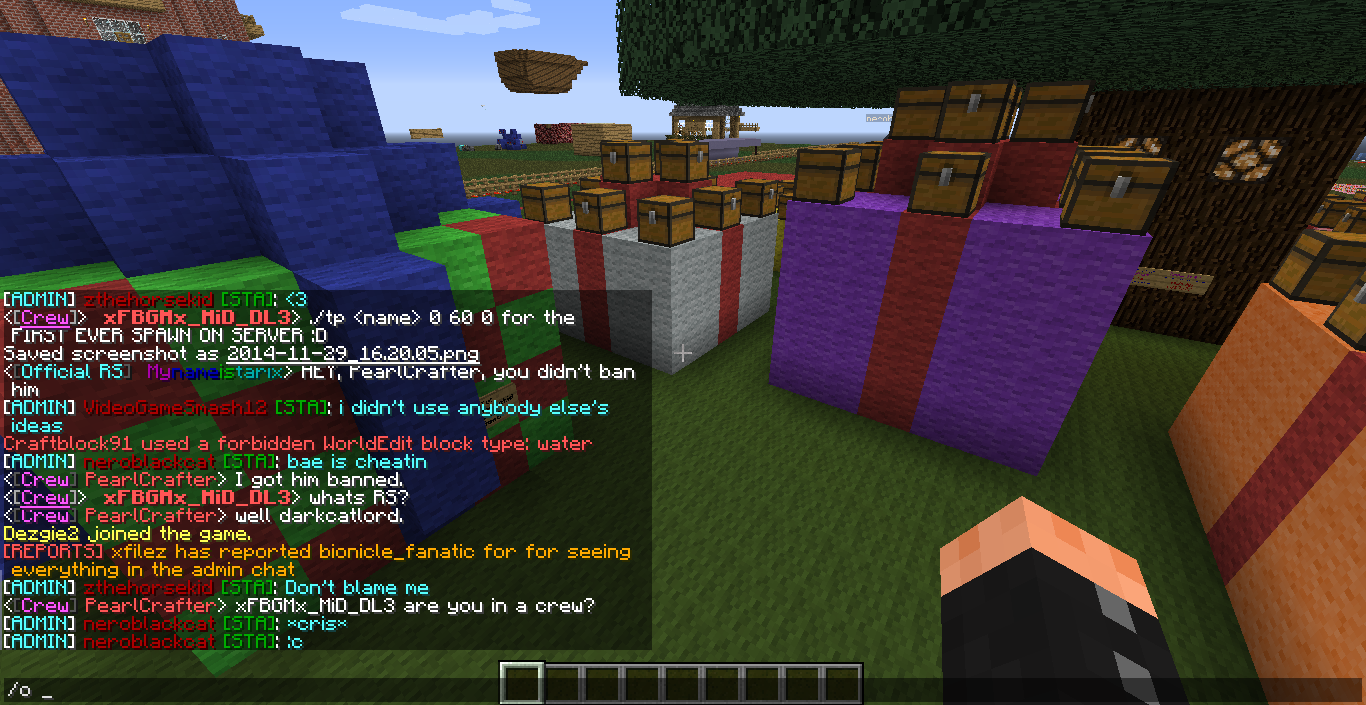 nerob
[ADMIN] zthehorsekid [STA]: <3
<[Crew]> xFBGMx_MiD_DL3> ./tp <name> 0 60 0 for the
FIRST EVER SPAWN ON SERVER :D
Saved screenshot as 2014-11-29_16.20.05.png
<[Official RS] Mynameistarix> HEY, PearlCrafter, you didn't ban
him
[ADMIN] VideoGameSmash12 [STA]: i didn't use anybody else's
ideas
Craftblock91 used a forbidden WorldEdit block type: water
[ADMIN] neroblackcat [STA]: bae is cheatin
<[Crew] PearlCrafter> I got him banned.
<[Crew]> xFBGMx_MiD_DL3> whats RS?
<[Crew] PearlCrafter> well darkcatlord.
Dezgie2 joined the game.
[REPORTS] xfilez has reported bionicle_fanatic for for seeing
everything in the admin chat
[ADMIN] zthehorsekid [STA]: Don't blame me
<[Crew] PearlCrafter> xFBGMx_MiD_DL3 are you in a crew?
[ADMIN] neroblackcat [STA]: *cris*
[ADMIN] neroblackcat [STA]: ;c
/o _